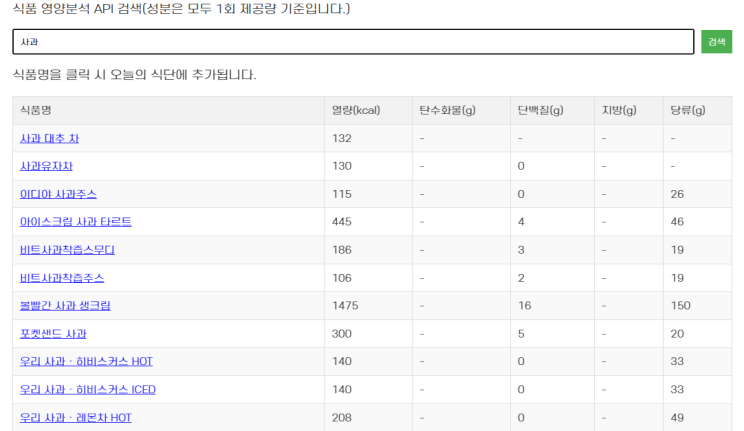 식품 영양분석 API 검색(성분은 모두 1회 제공량 기준입니다.)
사과 검색
식품명을 클릭 시 오늘의 식단에 추가됩니다.
식품명 열량(kcal) 탄수화물(g) 단백질(g) 지방(g) 당류(g)
사과 대추 차 132 - - - -
사과유자차 130 - 0 - -
이디야 사과주스 115 - 0 - 26
아이스크림 사과 타르트 445 - 4 - 46
비트사과착즙스무디 186 - 3 - 19
비트사과착즙주스 106 - 2 - 19
볼빨간 사과 생크림 1475 - 16 - 150
포켓샌드 사과 300 - 5 - 20
우리 사과ㆍ히비스커스 HOT 140 - 0 - 33
우리 사과ㆍ히비스커스 ICED 140 - 0 - 33
우리 사과ㆍ레몬차 HOT 208 - 0 - 49